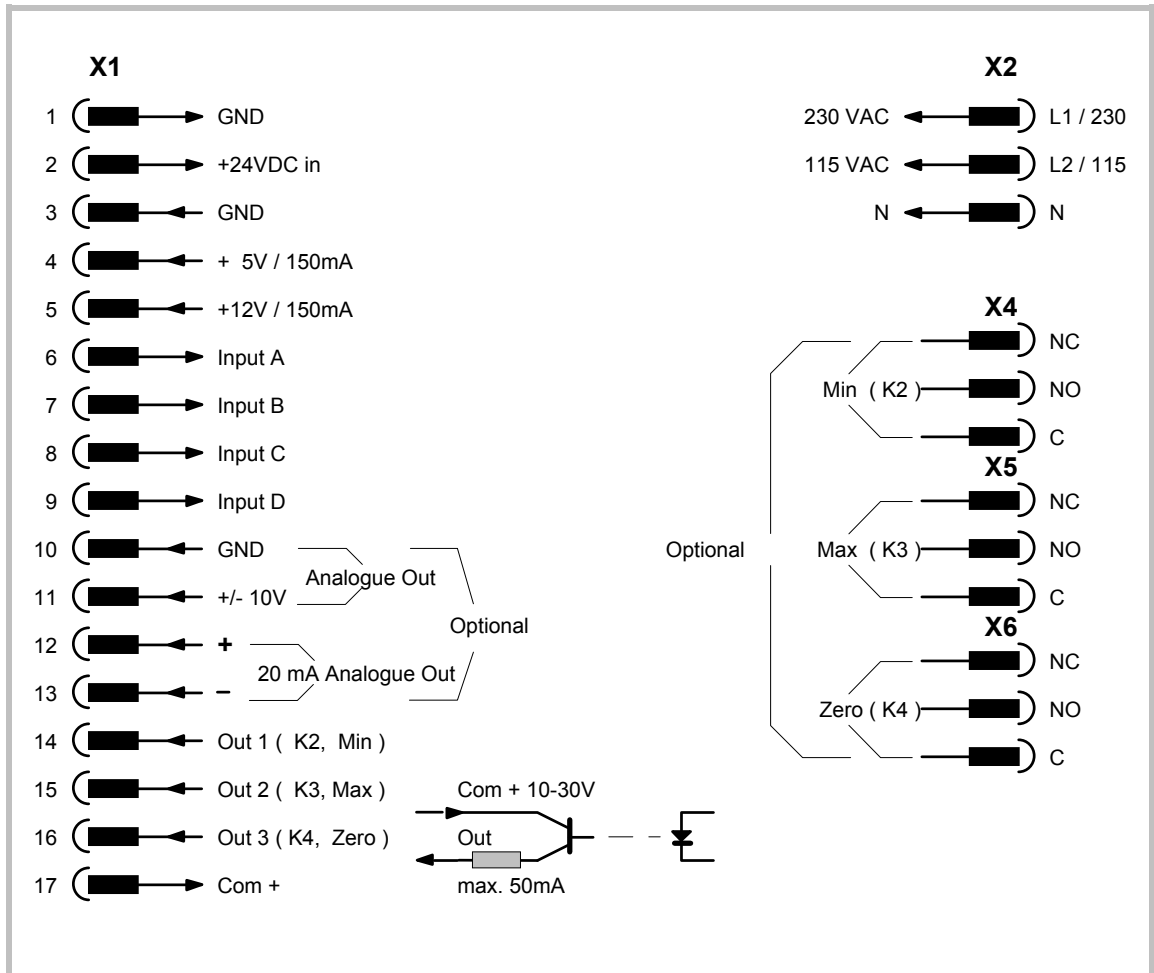 X1
1 GND
2 +24VDC in
3 GND
4 + 5V / 150mA
5 +12V / 150mA
6 Input A
7 Input B
8 Input C
9 Input D
10 GND
11 +/- 10V
Analogue Out
12 +
13 –
20 mA Analogue Out
Optional
14 Out 1 ( K2, Min )
15 Out 2 ( K3, Max )
16 Out 3 ( K4, Zero )
17 Com +
Com + 10-30V
Out
max. 50mA
X2
230 VAC L1 / 230
115 VAC L2 / 115
N N
X4
NC
Min ( K2 ) NO
C
X5
NC
Optional
Max ( K3 ) NO
C
X6
NC
Zero ( K4 ) NO
C